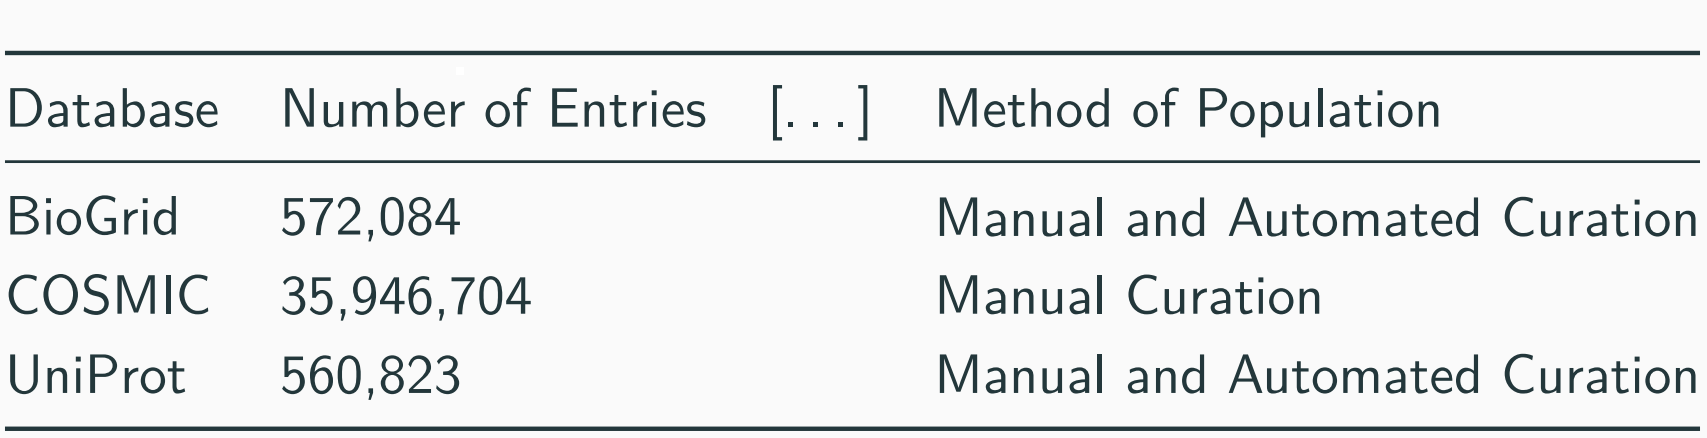 Database Number of Entries [. . .] Method of Population
BioGrid 572,084 Manual and Automated Curation
COSMIC 35,946,704 Manual Curation
UniProt 560,823 Manual and Automated Curation